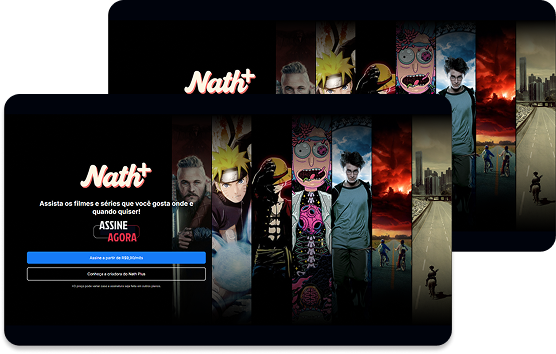 Nath+
Nath+
Assista os filmes e séries que você gosta onde e
quando quiser!
ASSINE
AGORA
Assine a partir de R$9,90/mês
Conheça a criadora do Nath Plus